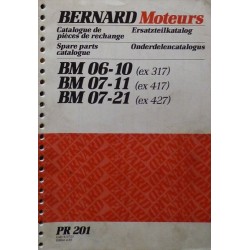 BERNARD Moteurs
Catalogue de pièces de rechange
Ersatzteilkatalog
Spare parts catalogue
Onderdelencatalogus
BM 06-10 (ex 317)
BM 07-11 (ex 417)
BM 07-21 (ex 427)
PR 201